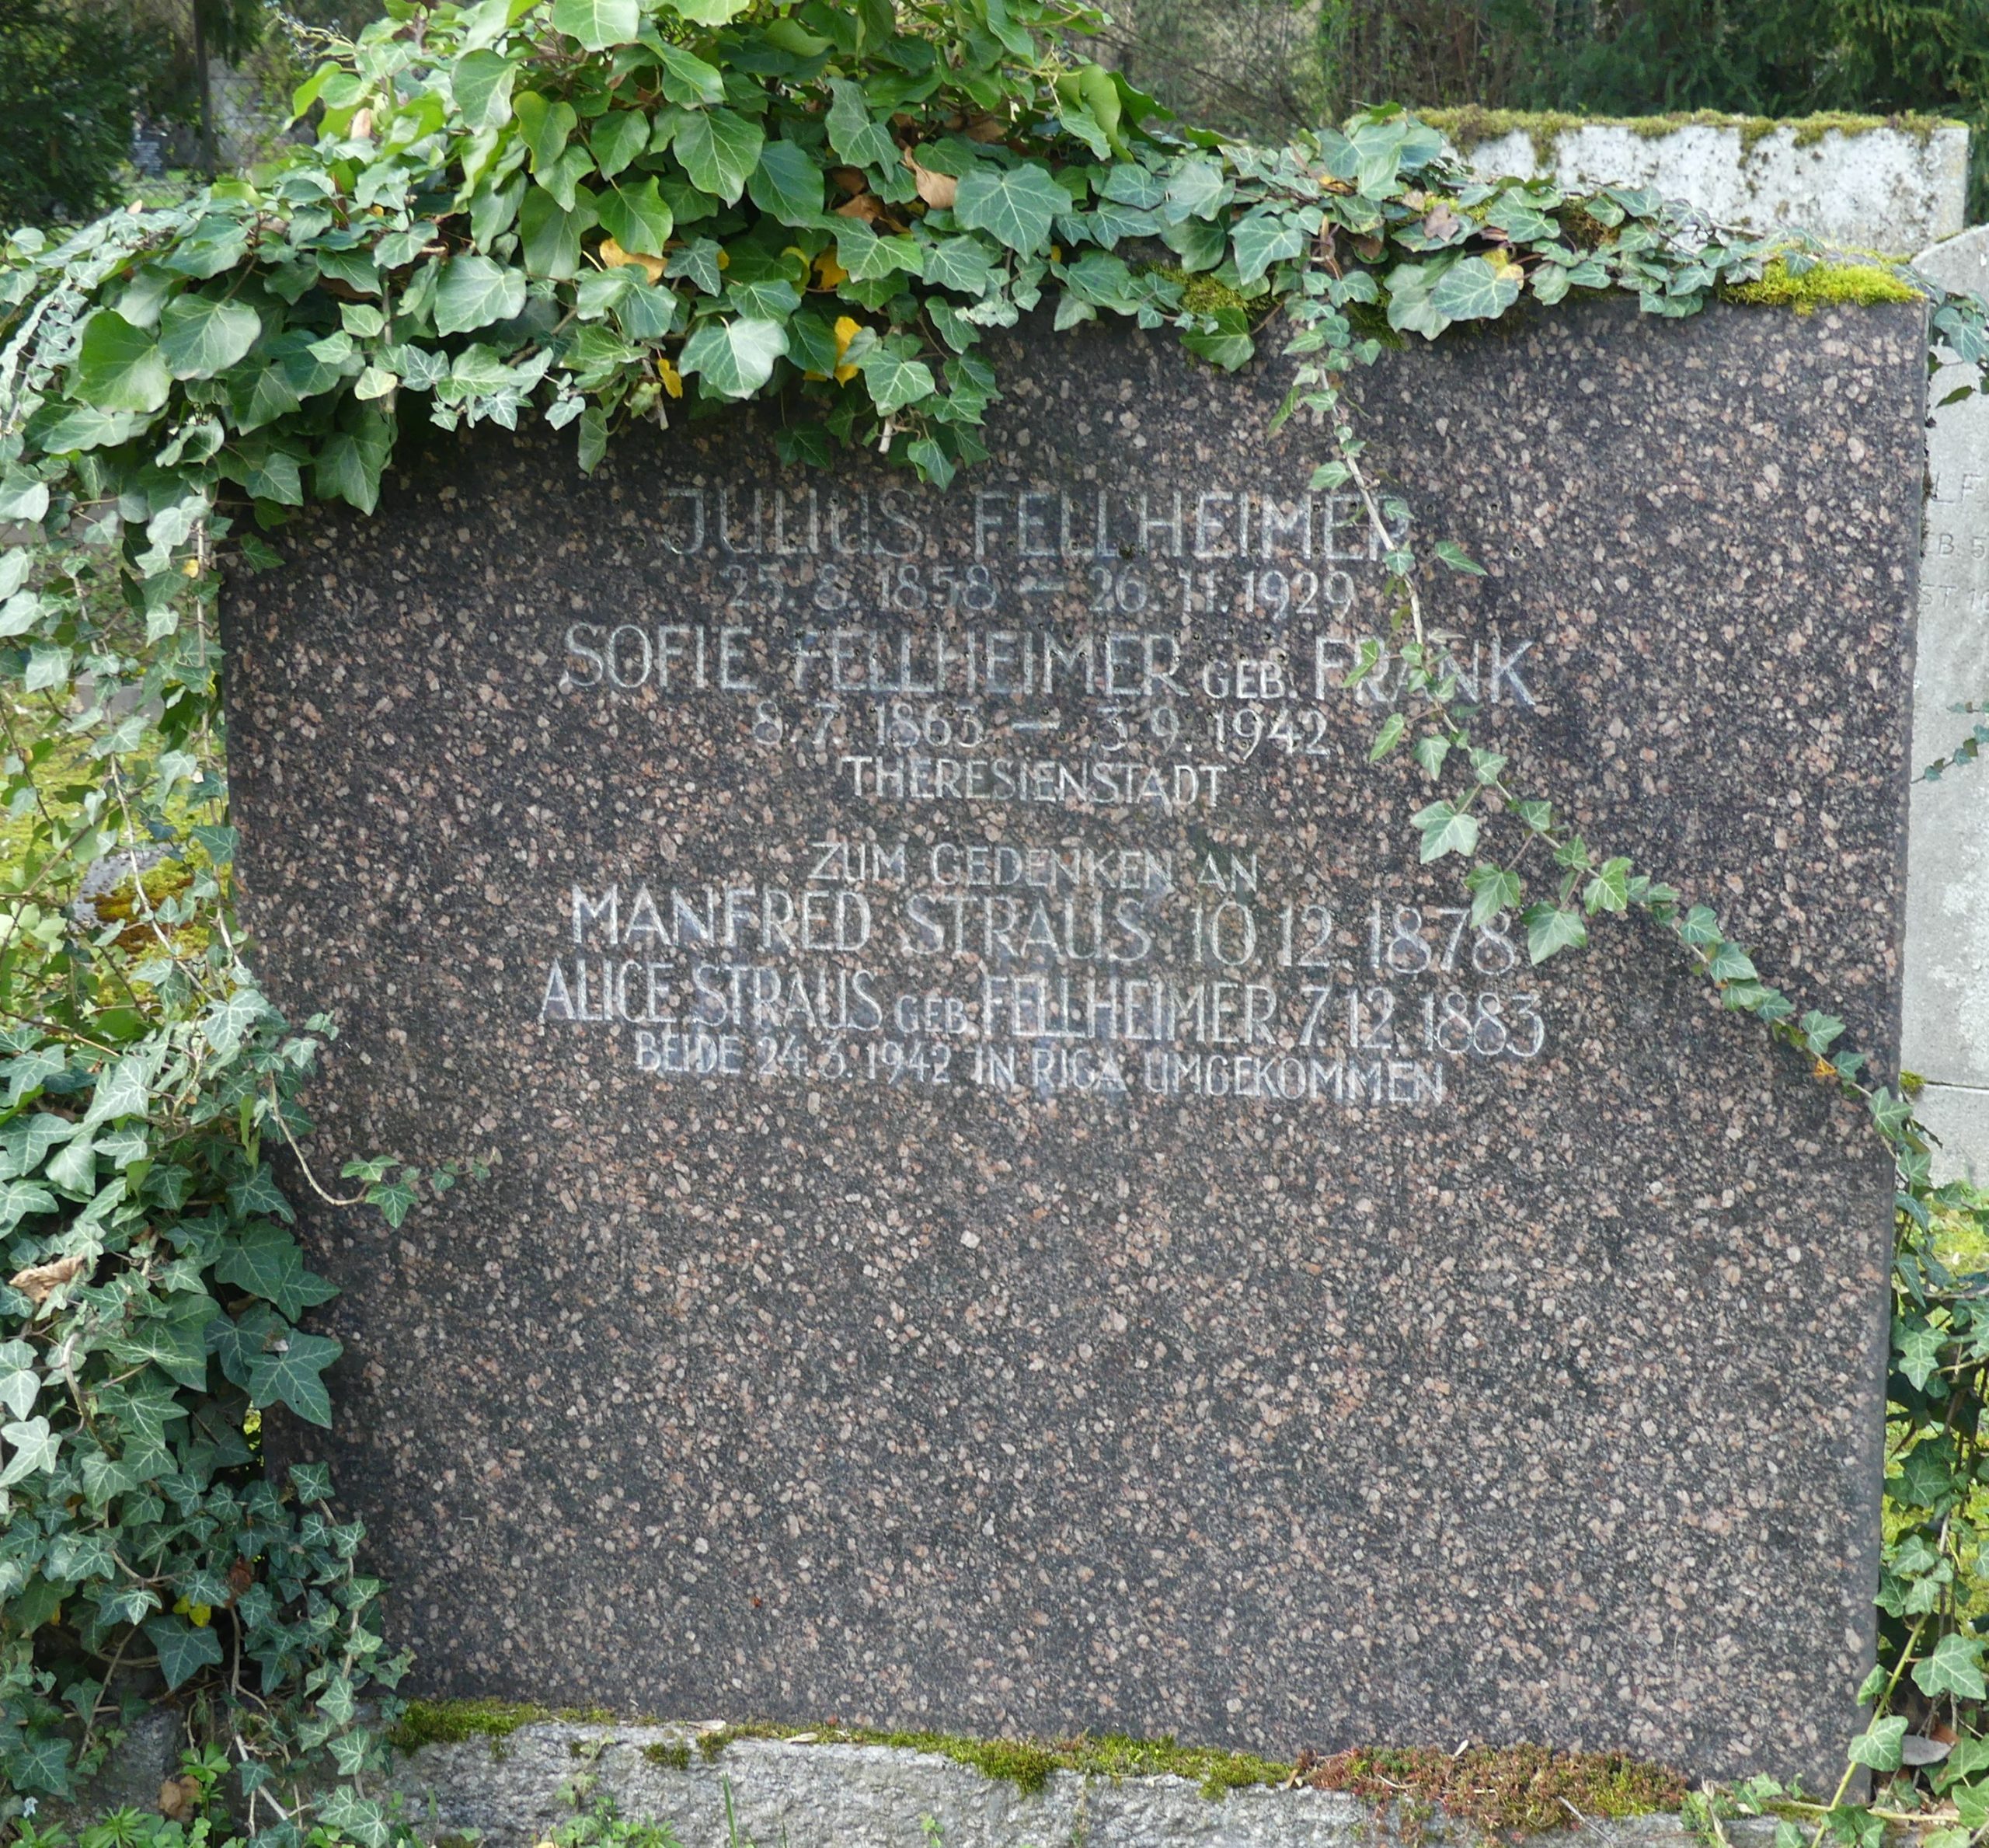 JULIUS FELLHEIMER
25. 8. 1858 – 26. 11. 1929
SOFIE FELLHEIMER GEB. FRANK
8. 7. 1863 – 3. 9. 1942
THERESIENSTADT
ZUM GEDENKEN AN
MANFRED STRAUS 10. 12. 1878
ALICE STRAUS GEB. FELLHEIMER 7. 12. 1883
BEIDE 24. 3. 1942 IN RIGA UMGEKOMMEN